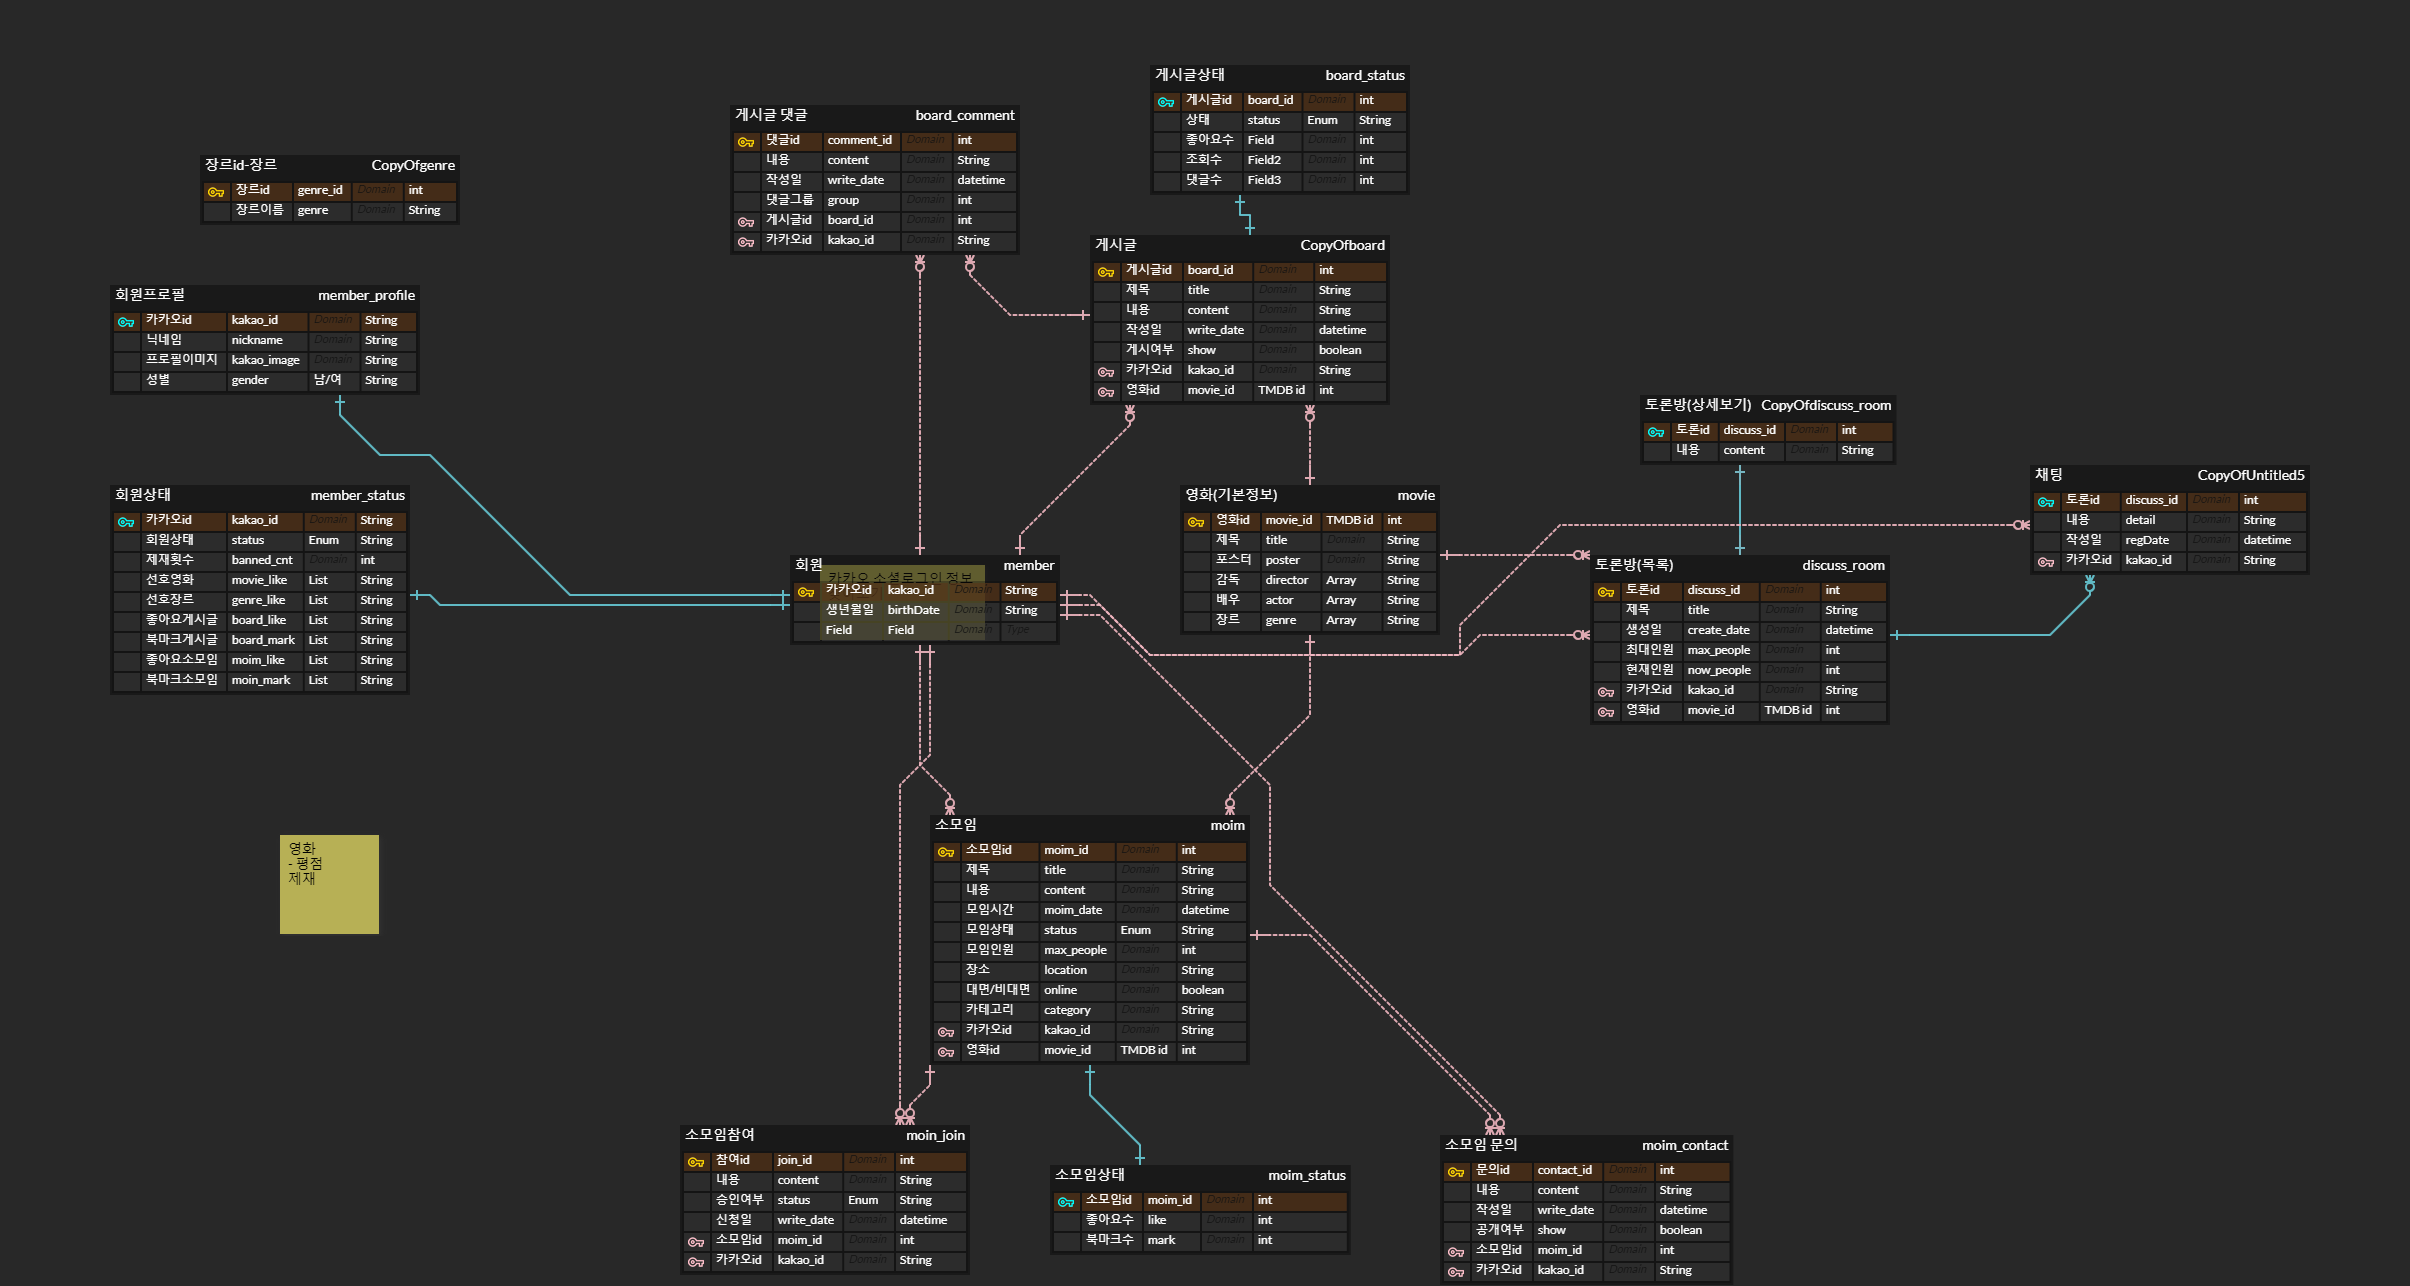 장르id-장르 CopyOfgenre
장르id genre_id Domain int
장르이름 genre Domain String
회원프로필 member_profile
카카오id kakao_id Domain String
닉네임 nickname Domain String
프로필이미지 kakao_image Domain String
성별 gender 남/여 String
회원상태 member_status
카카오id kakao_id Domain String
회원상태 status Enum String
제재횟수 banned_cnt Domain int
선호영화 movie_like List String
선호장르 genre_like List String
좋아요게시글 board_like List String
북마크게시글 board_mark List String
좋아요소모임 moim_like List String
북마크소모임 moin_mark List String
영화
- 평점
제재
게시글 댓글 board_comment
댓글id comment_id Domain int
내용 content Domain String
작성일 write_date Domain datetime
댓글그룹 group Domain int
게시글id board_id Domain int
카카오id kakao_id Domain String
게시글상태 board_status
게시글id board_id Domain int
상태 status Enum String
좋아요수 Field Domain int
조회수 Field2 Domain int
댓글수 Field3 Domain int
게시글 CopyOfboard
게시글id board_id Domain int
제목 title Domain String
내용 content Domain String
작성일 write_date Domain datetime
게시여부 show Domain boolean
카카오id kakao_id Domain String
영화id movie_id TMDB id int
회원 member
카카오 소셜로그인 정보
카카오id kakao_id Domain String
생년월일 birthDate Domain String
Field Field Domain Type
영화(기본정보) movie
영화id movie_id TMDB id int
제목 title Domain String
포스터 poster Domain String
감독 director Array String
배우 actor Array String
장르 genre Array String
토론방(상세보기) CopyOfdiscuss_room
토론id discuss_id Domain int
내용 content Domain String
채팅 CopyOfUntitled5
토론id discuss_id Domain int
내용 detail Domain String
작성일 regDate Domain datetime
카카오id kakao_id Domain String
토론방(목록) discuss_room
토론id discuss_id Domain int
제목 title Domain String
생성일 create_date Domain datetime
최대인원 max_people Domain int
현재인원 now_people Domain int
카카오id kakao_id Domain String
영화id movie_id TMDB id int
소모임 moim
소모임id moim_id Domain int
제목 title Domain String
내용 content Domain String
모임시간 moim_date Domain datetime
모임상태 status Enum String
모임인원 max_people Domain int
장소 location Domain String
대면/비대면 online Domain boolean
카테고리 category Domain String
카카오id kakao_id Domain String
영화id movie_id TMDB id int
소모임참여 moin_join
참여id join_id Domain int
내용 content Domain String
승인여부 status Enum String
신청일 write_date Domain datetime
소모임id moim_id Domain int
카카오id kakao_id Domain String
소모임상태 moim_status
소모임id moim_id Domain int
좋아요수 like Domain int
북마크수 mark Domain int
소모임 문의 moim_contact
문의id contact_id Domain int
내용 content Domain String
작성일 write_date Domain datetime
공개여부 show Domain boolean
소모임id moim_id Domain int
카카오id kakao_id Domain String